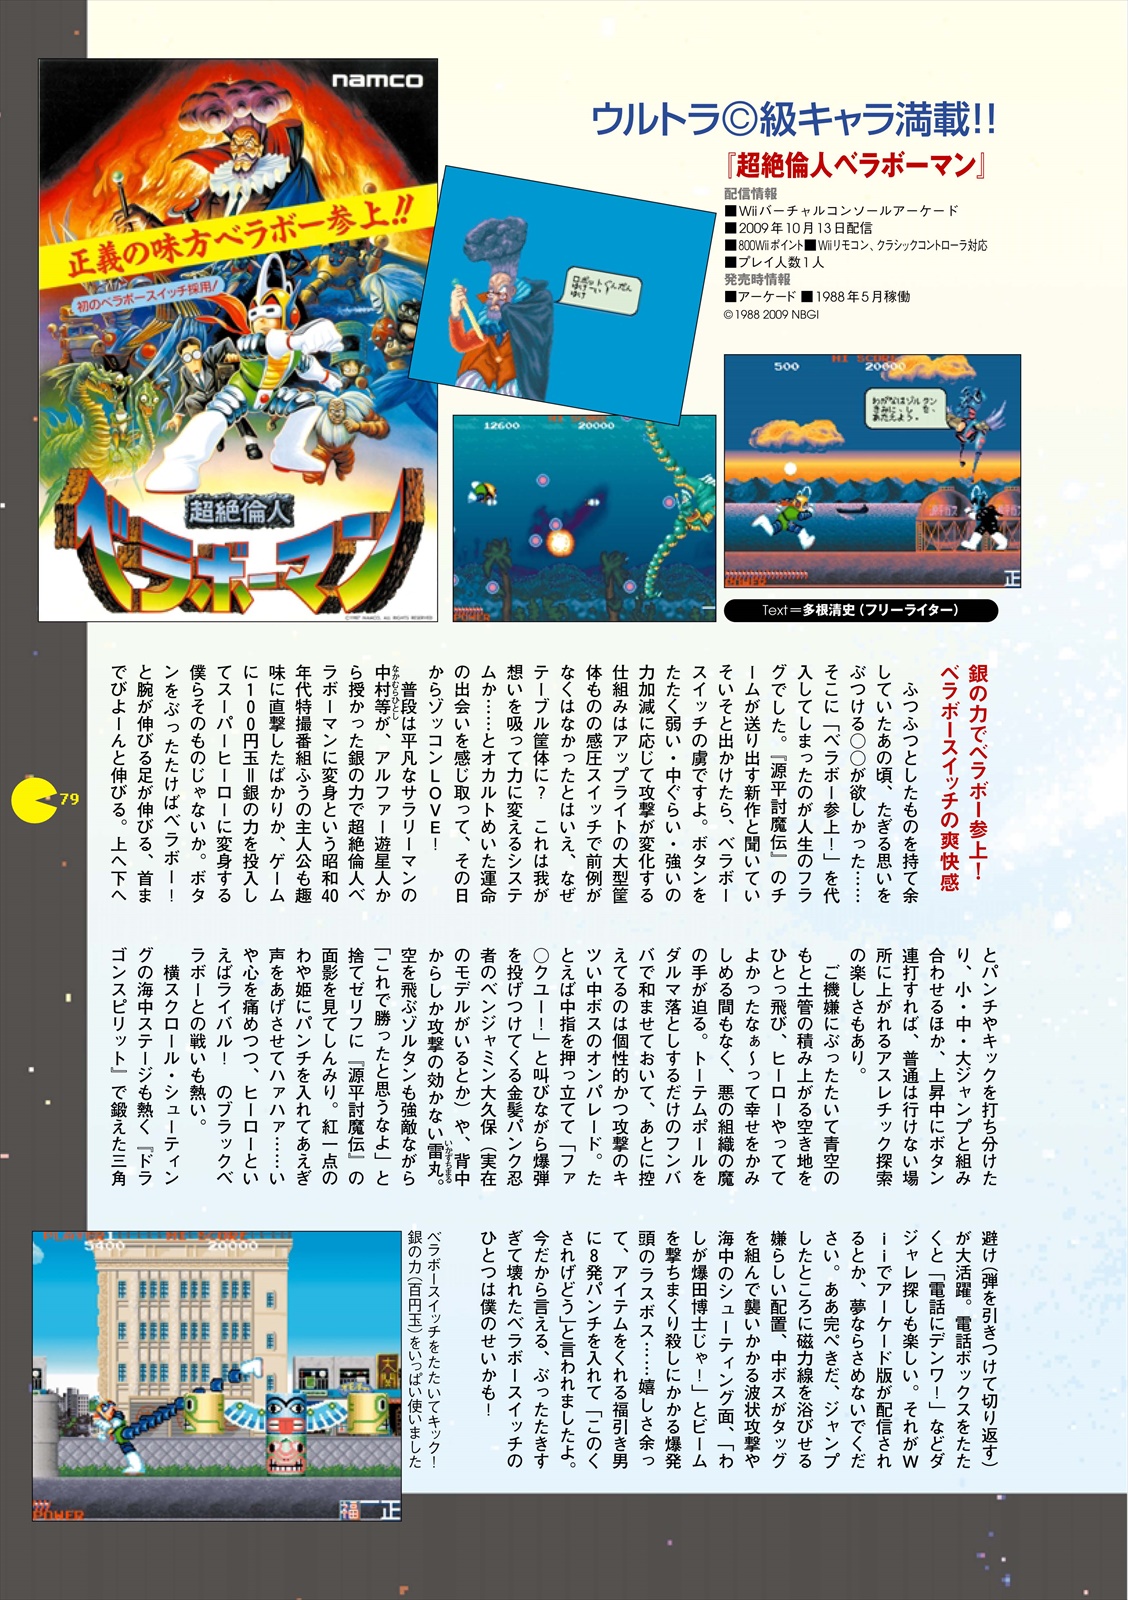 namco
正義の味方ベラボー参上!!
初のベラボースイッチ採用!
超絶倫人
ベラボーマン
©1987 NAMCO, ALL RIGHTS RESERVED
ウルトラ©級キャラ満載!!
『超絶倫人ベラボーマン』
配信情報
■Wiiバーチャルコンソールアーケード
■2009年10月13日配信
■800Wiiポイント■Wiiリモコン、クラシックコントローラ対応
■プレイ人数1人
発売時情報
■アーケード ■1988年5月稼働
©1988 2009 NBGI
ロボットぐんだん
ゆけーい!
ゆけ
12600
20000
POWER
HI SCORE
500
20000
わがなはゾルタン
きみに、しを、
あたえよう。
POWER
正
Text=多根清史(フリーライター)
銀の力でベラボー参上!
ベラボースイッチの爽快感
ふつふつとしたものを持て余
していたあの頃、たぎる思いを
ぶつける○○が欲しかった……
そこに「ベラボー参上!」を代
入してしまったのが人生のフラ
グでした。『源平討魔伝』のチ
ームが送り出す新作と聞いてい
そいそと出かけたら、ベラボー
スイッチの虜ですよ。ボタンを
たたく弱い・中ぐらい・強いの
力加減に応じて攻撃が変化する
仕組みはアップライトの大型筐
体ものの感圧スイッチで前例が
なくはなかったとはいえ、なぜ
テーブル筐体に? これは我が
想いを吸って力に変えるシステ
ムか……とオカルトめいた運命
の出会いを感じ取って、その日
からゾッコンLOVE!
普段は平凡なサラリーマンの
中村等が、アルファー遊星人か
なかむらひとし
ら授かった銀の力で超絶倫人ベ
ラボーマンに変身という昭和40
年代特撮番組ふうの主人公も趣
味に直撃したばかりか、ゲーム
に100円玉=銀の力を投入し
てスーパーヒーローに変身する
僕らそのものじゃないか。ボタ
ンをぶったたけばベラボー!
と腕が伸びる足が伸びる、首ま
でびよーんと伸びる。上へ下へ
とパンチやキックを打ち分けた
り、小・中・大ジャンプと組み
合わせるほか、上昇中にボタン
連打すれば、普通は行けない場
所に上がれるアスレチック探索
の楽しさもあり。
ご機嫌にぶったたいて青空の
もと土管の積み上がる空き地を
ひとっ飛び、ヒーローやってて
よかったなぁ～って幸せをかみ
しめる間もなく、悪の組織の魔
の手が迫る。トーテムポールを
ダルマ落としするだけのフンバ
バで和ませておいて、あとに控
えてるのは個性的かつ攻撃のキ
ツい中ボスのオンパレード。た
とえば中指を押っ立てて「ファ
○クユー!」と叫びながら爆弾
を投げつけてくる金髪パンク忍
者のベンジャミン大久保(実在
のモデルがいるとか)や、背中
からしか攻撃の効かない雷丸。
いかずちまる
空を飛ぶゾルタンも強敵ながら
「これで勝ったと思うなよ」と
捨てゼリフに『源平討魔伝』の
面影を見てしんみり。紅一点の
わや姫にパンチを入れてあえぎ
声をあげさせてハァハァ……い
や心を痛めつつ、ヒーローとい
えばライバル! のブラックベ
ラボーとの戦いも熱い。
横スクロール・シューティン
グの海中ステージも熱く『ドラ
ゴンスピリット』で鍛えた三角
避け(弾を引きつけて切り返す)
が大活躍。電話ボックスをたた
くと「電話にデンワ!」などダ
ジャレ探しも楽しい。それがW
iiでアーケード版が配信され
るとか、夢ならさめないでくだ
さい。ああ完ぺきだ、ジャンプ
したところに磁力線を浴びせる
嫌らしい配置、中ボスがタッグ
を組んで襲いかかる波状攻撃や
海中のシューティング面、「わ
しが爆田博士じゃ!」とビーム
を撃ちまくり殺しにかかる爆発
頭のラスボス……嬉しさ余っ
て、アイテムをくれる福引き男
に8発パンチを入れて「このく
されげどう」と言われましたよ。
今だから言える、ぶったたきす
ぎて壊れたベラボースイッチの
ひとつは僕のせいかも!
ベラボースイッチをたたいてキック!
銀の力(百円玉)をいっぱい使いました
PLAYER 1
HI SCORE
5400
20000
POWER
福
正
79